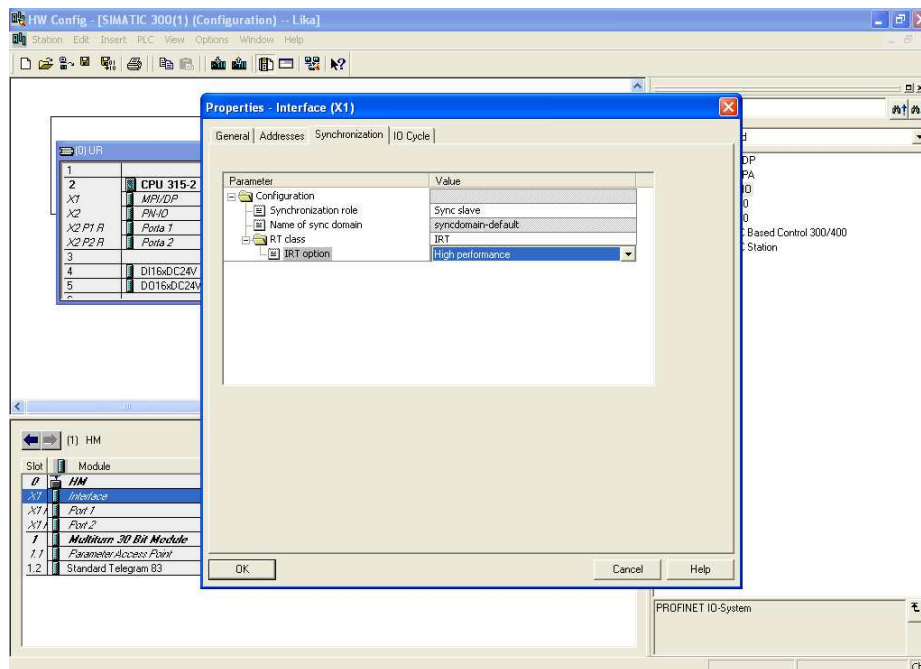 HW Config - [SIMATIC 300(1) (Configuration) -- Lika]
Station Edit Insert PLC View Options Window Help
Properties - Interface (X1)
General Addresses Synchronization IO Cycle
Parameter Value
Configuration
Synchronization role Sync slave
Name of sync domain syncdomain-default
RT class IRT
IRT option High performance
OK Cancel Help
(0) UR
1
2 CPU 315-2
X1 MPI/DP
X2 PN-IO
X2 P1 R Porta 1
X2 P2 R Porta 2
3
4 DI16xDC24V
5 DO16xDC24V
DP
PA
IO
0
0
C Based Control 300/400
Station
(1) HM
Slot Module
0 HM
X1 Interface
X1 Port 1
X1 Port 2
1 Multiturn 30 Bit Module
1.1 Parameter Access Point
1.2 Standard Telegram 83
PROFINET IO-System